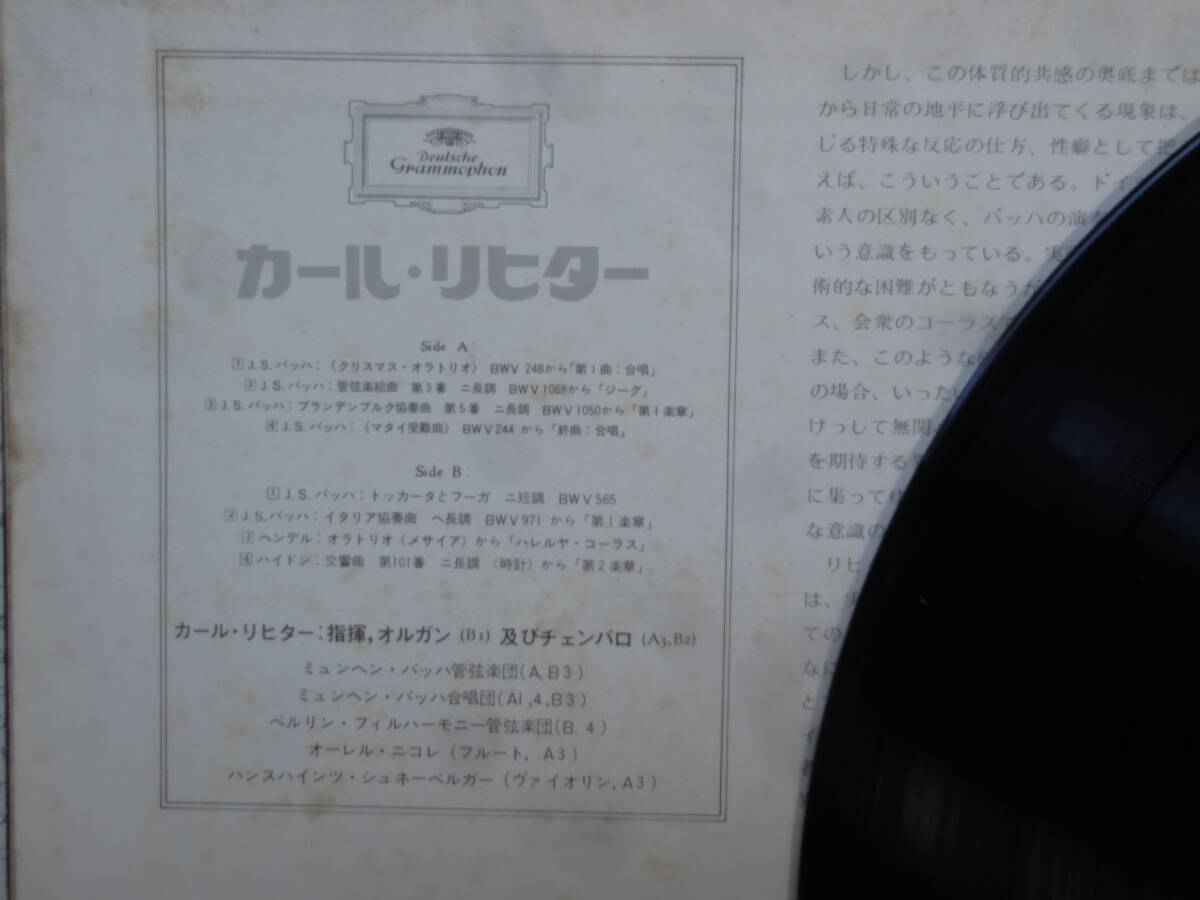 Deutsche
Grammophon
カール・リヒター
Side A:
1 J.S.バッハ:《クリスマス・オラトリオ》 BWV 248から「第1曲:合唱」
2 J.S.バッハ:管弦楽組曲 第3番 ニ長調 BWV1068から「ジーグ」
3 J.S.バッハ:ブランデンブルク協奏曲 第5番 ニ長調 BWV1050から「第1楽章」
4 J.S.バッハ:《マタイ受難曲》 BWV244 から「終曲:合唱」
Side B:
1 J.S.バッハ:トッカータとフーガ ニ短調 BWV565
2 J.S.バッハ:イタリア協奏曲 ヘ長調 BWV971 から「第1楽章」
3 ヘンデル:オラトリオ《メサイア》から「ハレルヤ・コーラス」
4 ハイドン:交響曲 第101番 ニ長調《時計》から「第2楽章」
カール・リヒター:指揮,オルガン (B1) 及びチェンバロ (A3,B2)
ミュンヘン・バッハ管弦楽団(A,B3)
ミュンヘン・バッハ合唱団(A1,4,B3)
ベルリン・フィルハーモニー管弦楽団(B.4)
オーレル・ニコレ(フルート, A3)
ハンスハインツ・シュネーベルガー(ヴァイオリン,A3)
しかし、この体質的共感の奥底までは
から日常の地平に浮び出てくる現象は、
じる特殊な反応の仕方、性癖として把
えば、こういうことである。ドイ
素人の区別なく、バッハの演
いう意識をもっている。実
術的な困難がともなうが
ス、会衆のコーラス
また、このような
の場合、いったい
けっして無関
を期待する
に集ってゆ
な意識の
リヒ
は、
ての
な
と